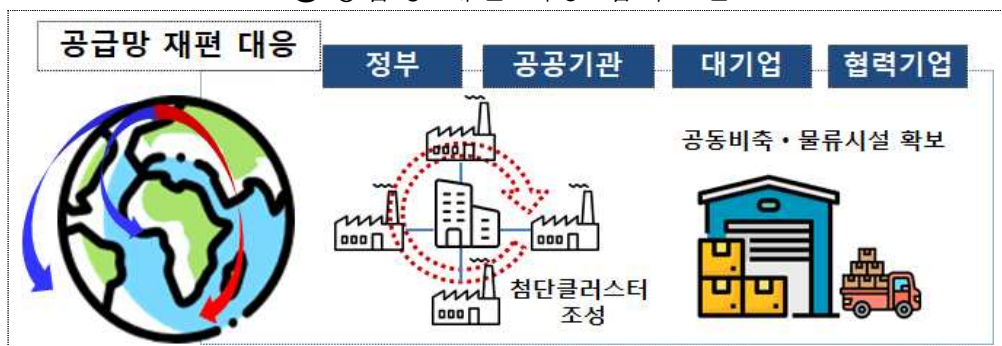 공급망 재편 대응
정부
공공기관
대기업
협력기업
공동비축・물류시설 확보
첨단클러스터
조성